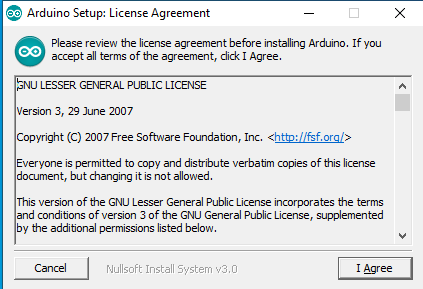 Arduino Setup: License Agreement
Please review the license agreement before installing Arduino. If you
accept all terms of the agreement, click I Agree.
GNU LESSER GENERAL PUBLIC LICENSE
Version 3, 29 June 2007
Copyright (C) 2007 Free Software Foundation, Inc. <http://fsf.org/>
Everyone is permitted to copy and distribute verbatim copies of this license
document, but changing it is not allowed.
This version of the GNU Lesser General Public License incorporates the terms
and conditions of version 3 of the GNU General Public License, supplemented
by the additional permissions listed below.
Cancel
Nullsoft Install System v3.0
I Agree